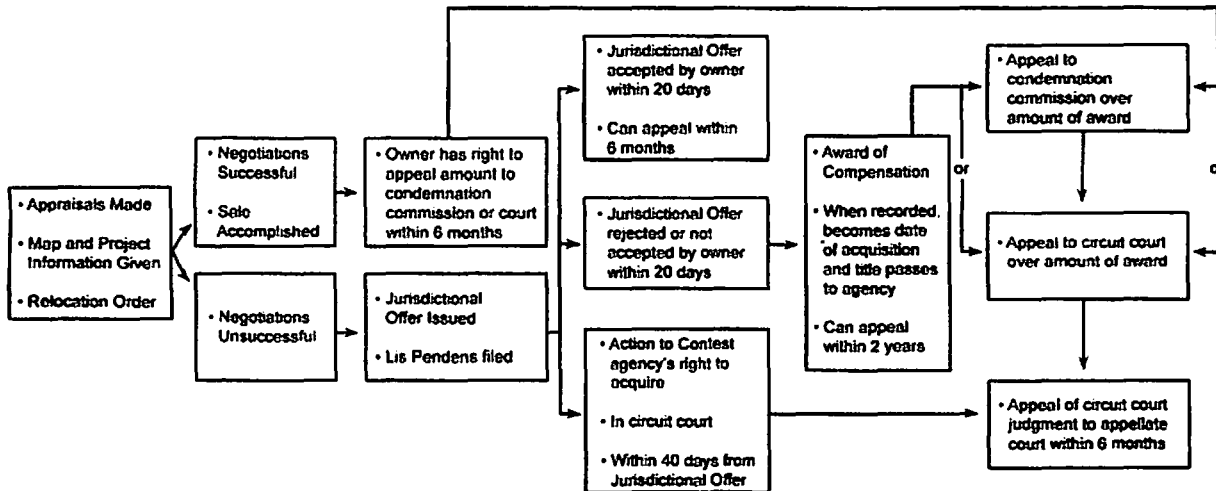 • Appraisals Made
• Map and Project
Information Given
• Relocation Order
• Negotiations
Successful
• Sale
Accomplished
• Negotiations
Unsuccessful
• Owner has right to
appeal amount to
condemnation
commission or court
within 6 months
• Jurisdictional
Offer Issued
• Lis Pendens filed
• Jurisdictional Offer
accepted by owner
within 20 days
• Can appeal within
6 months
• Jurisdictional Offer
rejected or not
accepted by owner
within 20 days
• Action to Contest
agency's right to
acquire
• In circuit court
• Within 40 days from
Jurisdictional Offer
• Award of
Compensation
• When recorded,
becomes date
of acquisition
and title passes
to agency
• Can appeal
within 2 years
or
• Appeal to
condemnation
commission over
amount of award
• Appeal to circuit court
over amount of award
• Appeal of circuit court
judgment to appellate
court within 6 months